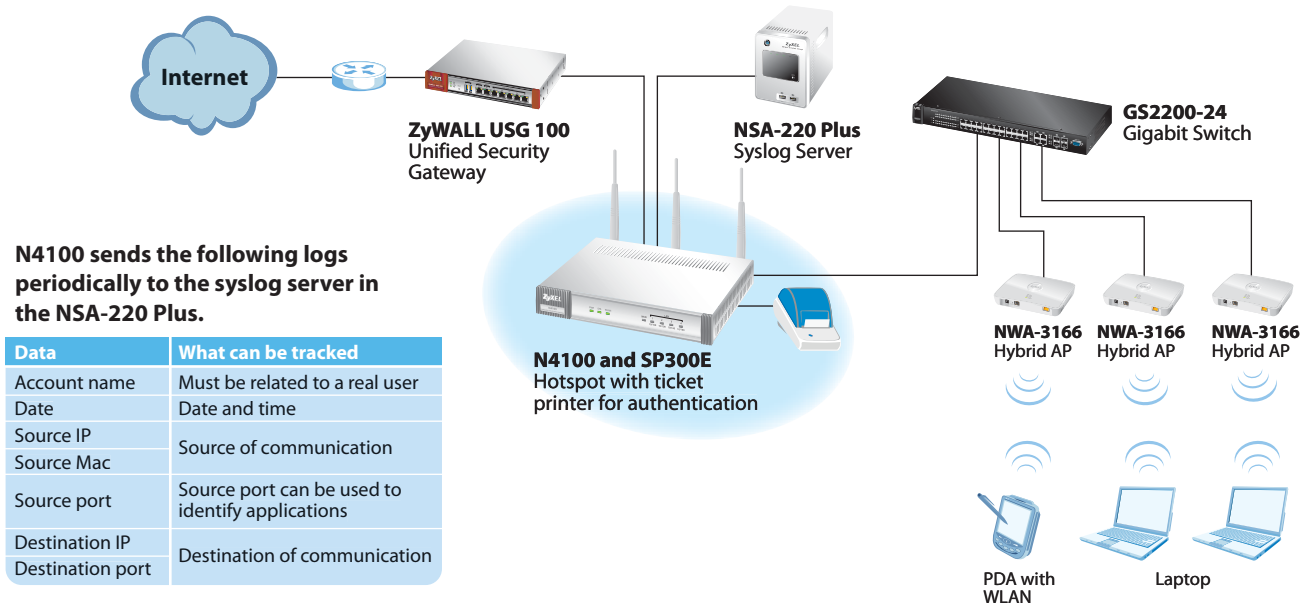 Internet
ZyWALL USG 100
Unified Security
Gateway
ZyXEL
NSA-220 Plus
Syslog Server
GS2200-24
Gigabit Switch
N4100 sends the following logs
periodically to the syslog server in
the NSA-220 Plus.
Data What can be tracked
Account name Must be related to a real user
Date Date and time
Source IP
Source Mac
Source of communication
Source port
Source port can be used to
identify applications
Destination IP
Destination port
Destination of communication
ZyXEL
N4100 and SP300E
Hotspot with ticket
printer for authentication
NWA-3166
Hybrid AP
NWA-3166
Hybrid AP
NWA-3166
Hybrid AP
PDA with
WLAN
Laptop